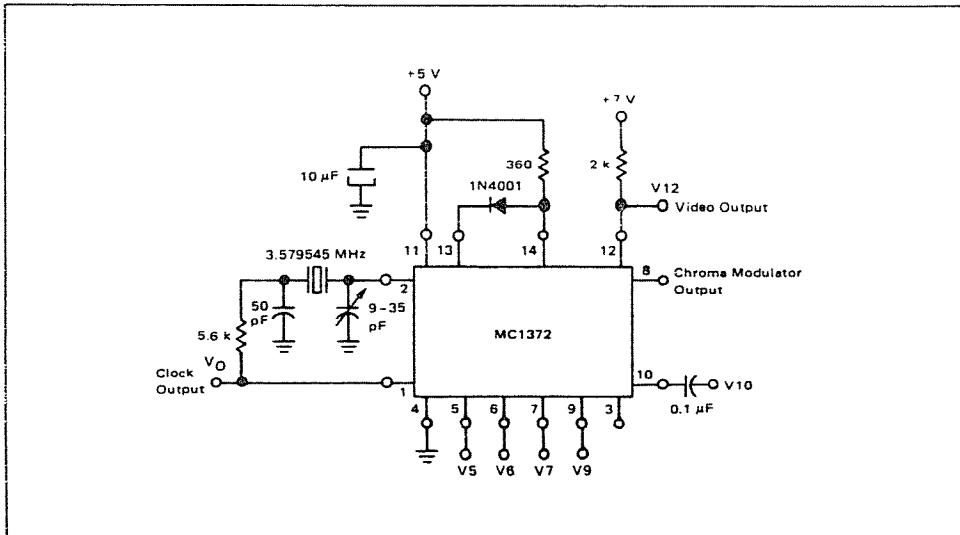 +5 V
+7 V
360
2 k
10 µF
1N4001
V12
Video Output
11
13
14
12
3.579545 MHz
8
Chroma Modulator
Output
2
50
pF
9-35
pF
MC1372
5.6 k
VO
Clock
Output
1
10
V10
0.1 µF
4
5
6
7
9
3
V5
V6
V7
V9